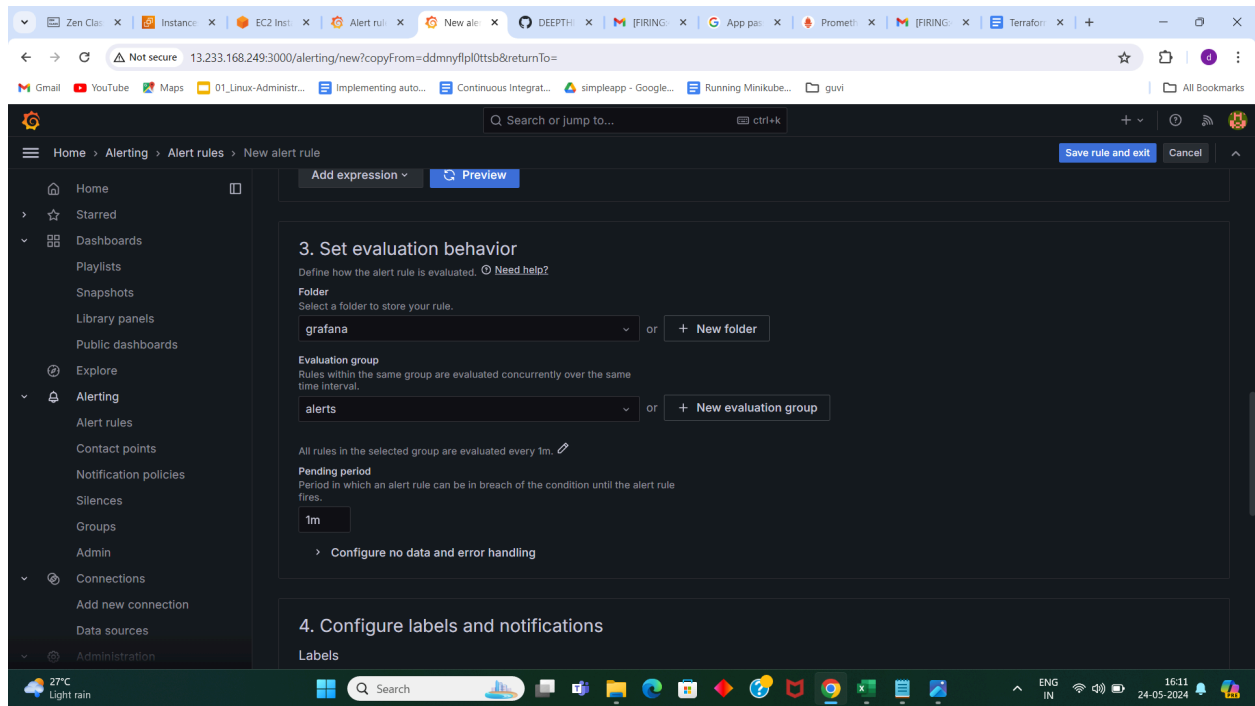 Zen Clas
Instance
EC2 Inst
Alert rul
New ale
DEEPTH
[FIRING:
App pas
Prometh
[FIRING:
Terraforr
Not secure
13.233.168.249:3000/alerting/new?copyFrom=ddmnyflpl0ttsb&returnTo=
d
Gmail
YouTube
Maps
01_Linux-Administr...
Implementing auto...
Continuous Integrat...
simpleapp - Google...
Running Minikube...
guvi
All Bookmarks
Search or jump to...
ctrl+k
Home › Alerting › Alert rules › New alert rule
Save rule and exit
Cancel
Home
Starred
Dashboards
Playlists
Snapshots
Library panels
Public dashboards
Explore
Alerting
Alert rules
Contact points
Notification policies
Silences
Groups
Admin
Connections
Add new connection
Data sources
Administration
Add expression
Preview
3. Set evaluation behavior
Define how the alert rule is evaluated. Need help?
Folder
Select a folder to store your rule.
grafana
or
+ New folder
Evaluation group
Rules within the same group are evaluated concurrently over the same
time interval.
alerts
or
+ New evaluation group
All rules in the selected group are evaluated every 1m.
Pending period
Period in which an alert rule can be in breach of the condition until the alert rule
fires.
1m
Configure no data and error handling
4. Configure labels and notifications
Labels
27°C
Light rain
Search
ENG
IN
16:11
24-05-2024